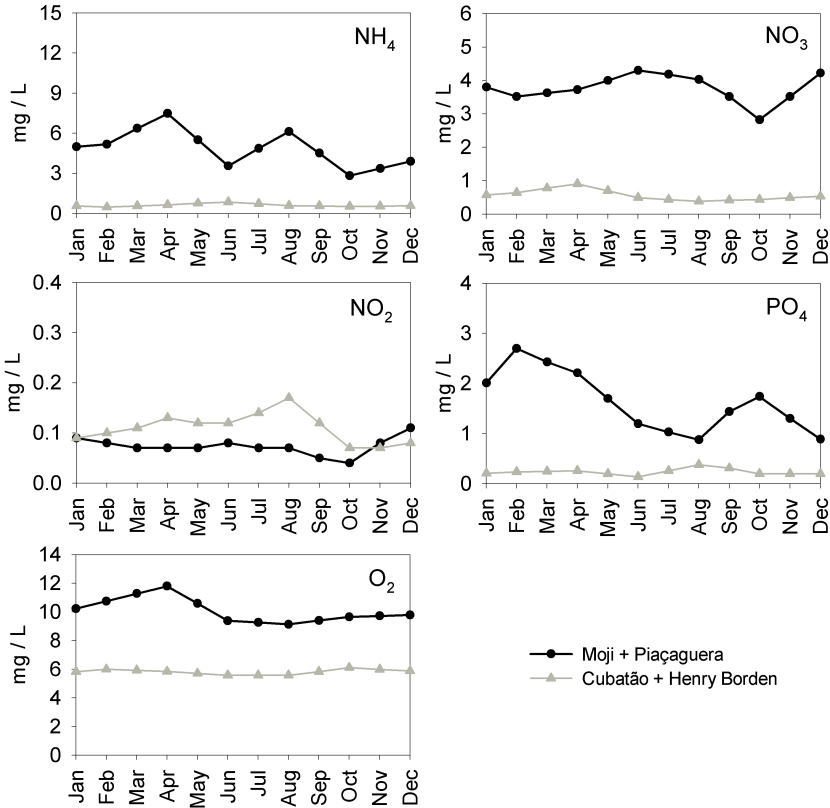 NH4
mg / L
15
12
9
6
3
0
Jan Feb Mar Apr May Jun Jul Aug Sep Oct Nov Dec
NO3
mg / L
6
5
4
3
2
1
0
Jan Feb Mar Apr May Jun Jul Aug Sep Oct Nov Dec
NO2
mg / L
0.4
0.3
0.2
0.1
0.0
Jan Feb Mar Apr May Jun Jul Aug Sep Oct Nov Dec
PO4
mg / L
4
3
2
1
0
Jan Feb Mar Apr May Jun Jul Aug Sep Oct Nov Dec
O2
mg / L
14
12
10
8
6
4
2
0
Jan Feb Mar Apr May Jun Jul Aug Sep Oct Nov Dec
Moji + Piaçaguera
Cubatão + Henry Borden